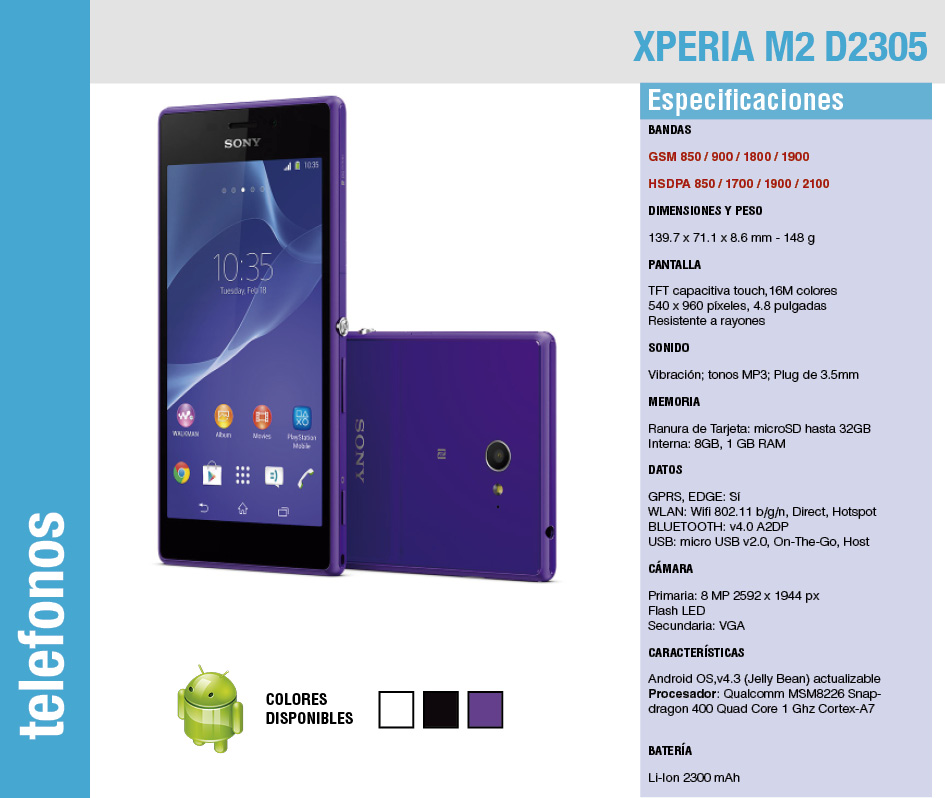 XPERIA M2 D2305
Especificaciones
BANDAS
GSM 850 / 900 / 1800 / 1900
HSDPA 850 / 1700 / 1900 / 2100
DIMENSIONES Y PESO
139.7 x 71.1 x 8.6 mm - 148 g
PANTALLA
TFT capacitiva touch,16M colores
540 x 960 píxeles, 4.8 pulgadas
Resistente a rayones
SONIDO
Vibración; tonos MP3; Plug de 3.5mm
MEMORIA
Ranura de Tarjeta: microSD hasta 32GB
Interna: 8GB, 1 GB RAM
DATOS
GPRS, EDGE: Sí
WLAN: Wifi 802.11 b/g/n, Direct, Hotspot
BLUETOOTH: v4.0 A2DP
USB: micro USB v2.0, On-The-Go, Host
CÁMARA
Primaria: 8 MP 2592 x 1944 px
Flash LED
Secundaria: VGA
CARACTERÍSTICAS
Android OS,v4.3 (Jelly Bean) actualizable
Procesador: Qualcomm MSM8226 Snap-
dragon 400 Quad Core 1 Ghz Cortex-A7
BATERÍA
Li-Ion 2300 mAh
SONY
10:35
10:35
Tuesday, Feb 18
WALKMAN
Album
Movies
PlayStation
Mobile
SONY
COLORES
DISPONIBLES
telefonos